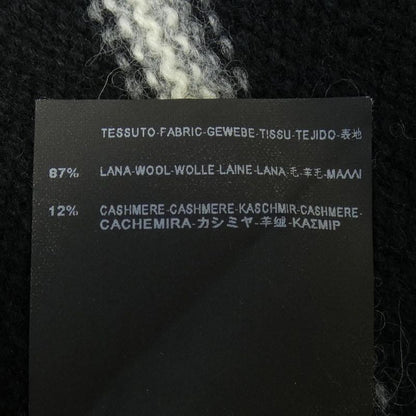 TESSUTO-FABRIC-GEWEBE-TISSU-TEJIDO-表地
87% LANA-WOOL-WOLLE-LAINE-LANA-毛-羊毛-ΜΑΛΛΙ
12% CASHMERE-CASHMERE-KASCHMIR-CASHMERE-
CACHEMIRA-カシミヤ-羊绒-ΚΑΣΜΙΡ